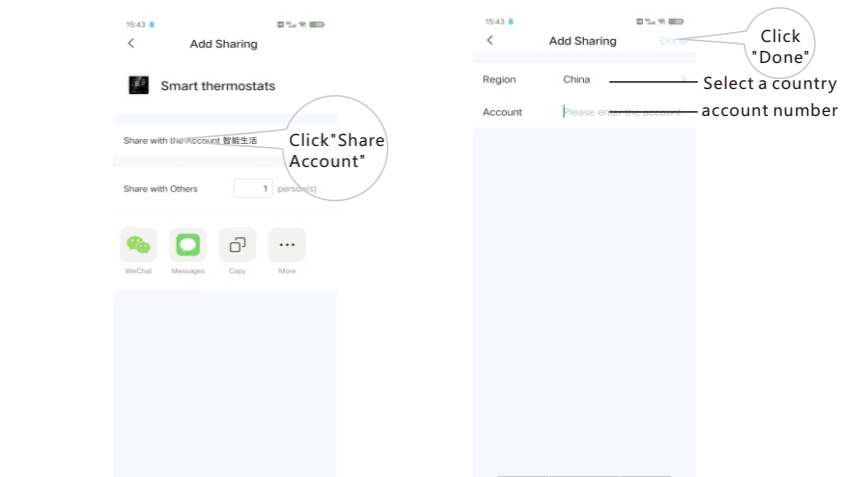 15:43
Add Sharing
Smart thermostats
Share with the Account 智能生活
Click"Share
Account"
Share with Others 1 person(s)
WeChat Messages Copy More
15:43
Add Sharing Done
Click
"Done"
Region China
Select a country
Account Please enter the account
account number